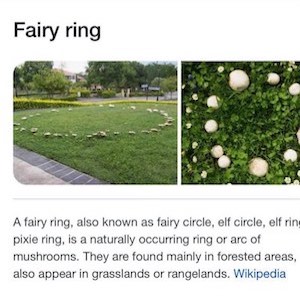 Fairy ring
A fairy ring, also known as fairy circle, elf circle, elf ring
pixie ring, is a naturally occurring ring or arc of
mushrooms. They are found mainly in forested areas,
also appear in grasslands or rangelands. Wikipedia